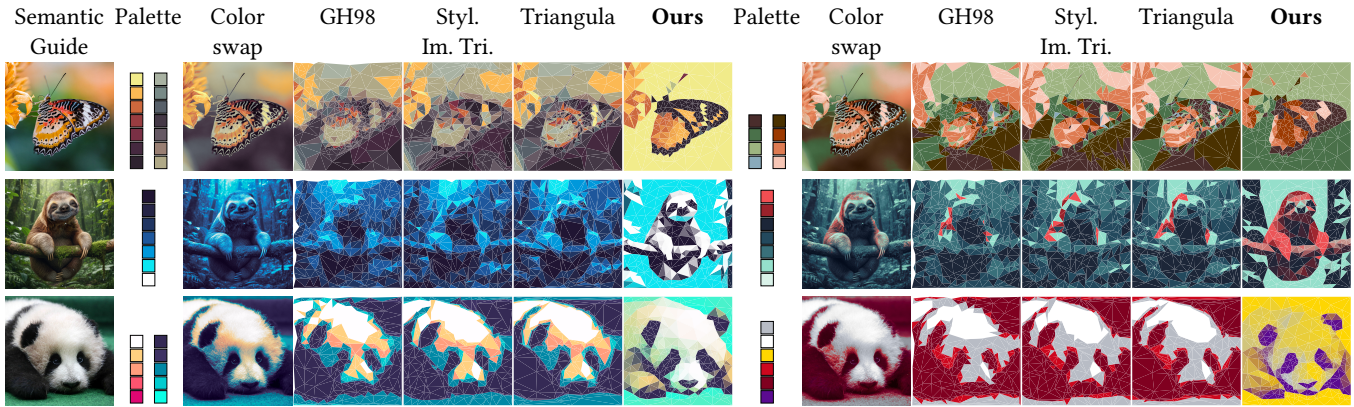 Semantic Palette Color GH98 Styl. Triangula Ours Palette Color GH98 Styl. Triangula Ours
Guide swap Im. Tri. swap Im. Tri.